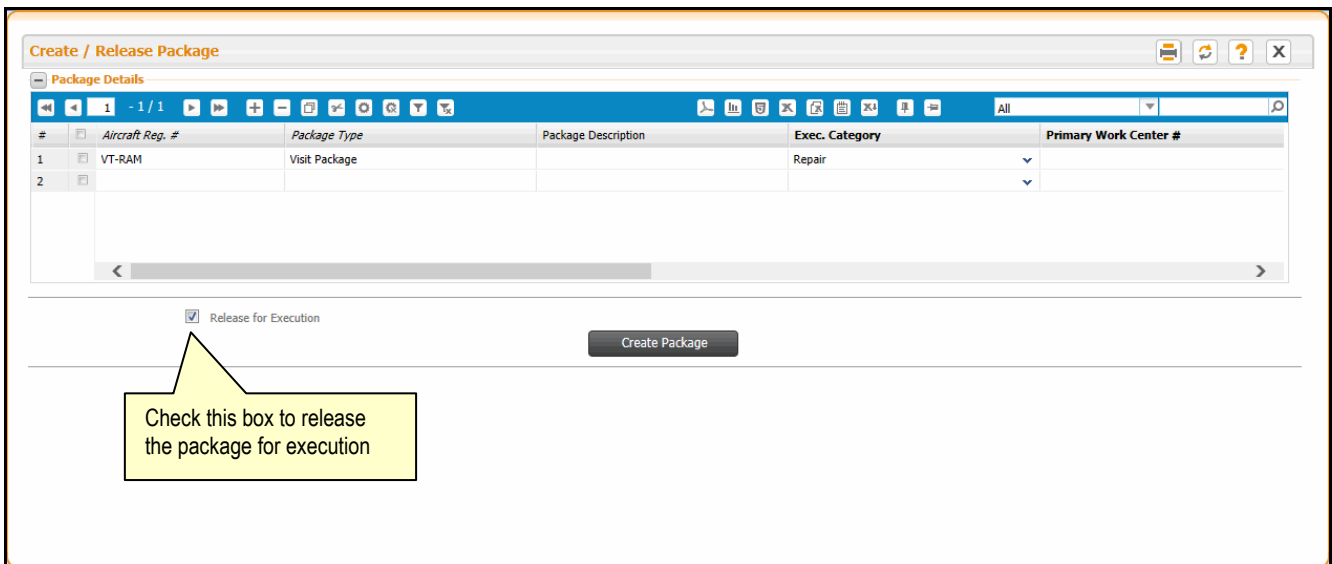 Create / Release Package
Package Details
1 - 1 / 1 All
# Aircraft Reg. # Package Type Package Description Exec. Category Primary Work Center #
1 VT-RAM Visit Package Repair
2
Release for Execution
Create Package
Check this box to release
the package for execution